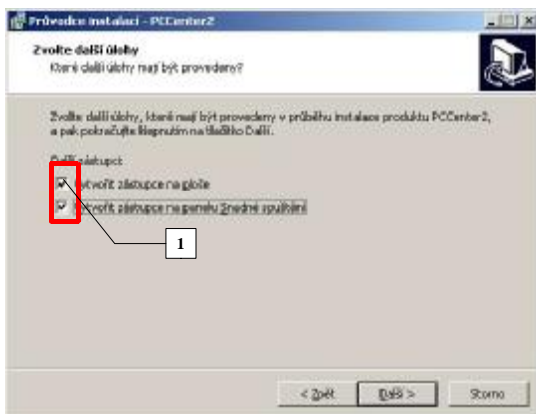 Průvodce instalací - PCCenter2
Zvolte další úlohy
Které další úlohy mají být provedeny?
Zvolte další úlohy, které mají být provedeny v průběhu instalace produktu PCCenter2,
a pak pokračujte klepnutím na tlačítko Další.
Další zástupci:
Vytvořit zástupce na ploše
Vytvořit zástupce na panelu Snadné spuštění
1
< Zpět
Další >
Storno